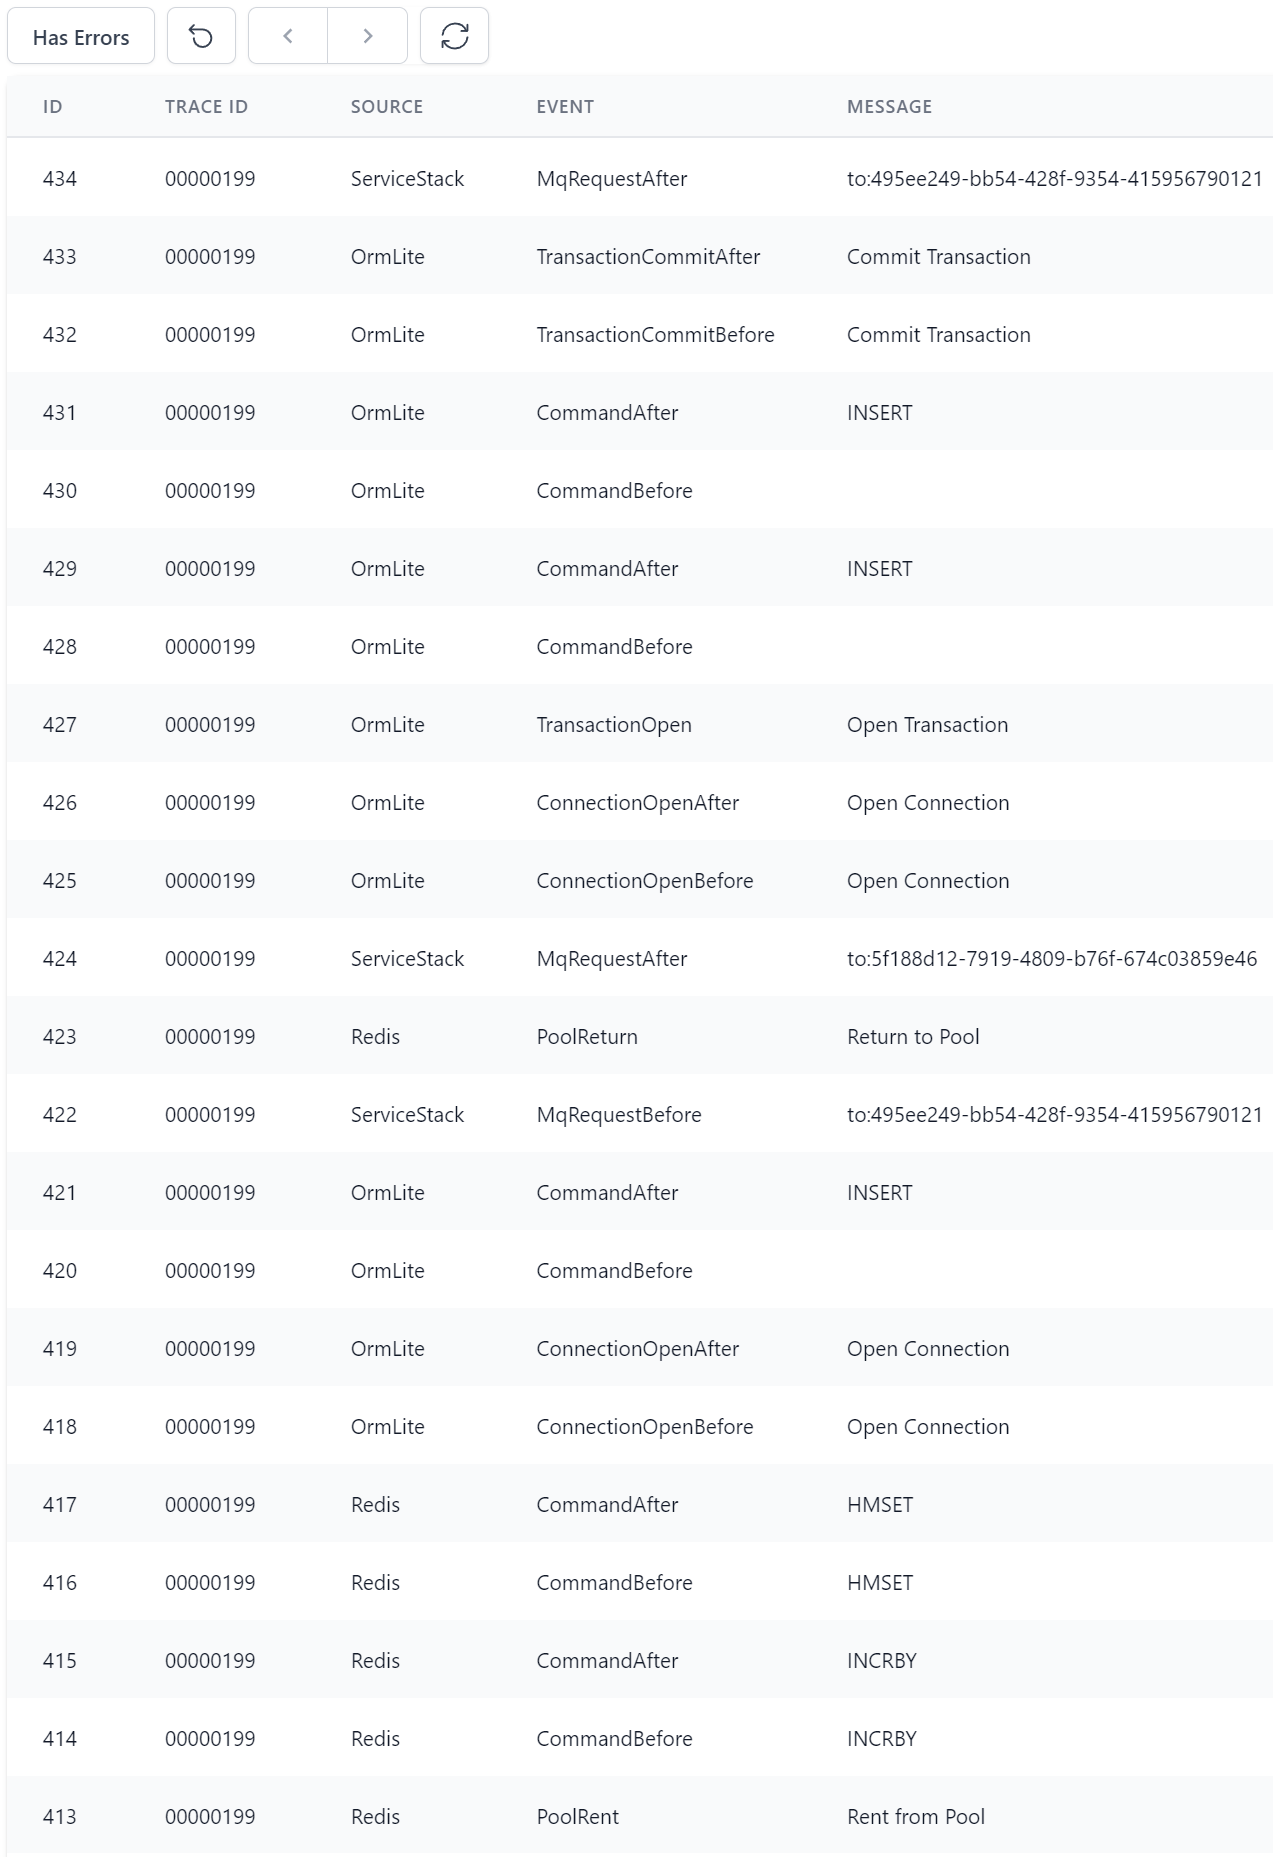 Has Errors
ID TRACE ID SOURCE EVENT MESSAGE
434 00000199 ServiceStack MqRequestAfter to:495ee249-bb54-428f-9354-415956790121
433 00000199 OrmLite TransactionCommitAfter Commit Transaction
432 00000199 OrmLite TransactionCommitBefore Commit Transaction
431 00000199 OrmLite CommandAfter INSERT
430 00000199 OrmLite CommandBefore
429 00000199 OrmLite CommandAfter INSERT
428 00000199 OrmLite CommandBefore
427 00000199 OrmLite TransactionOpen Open Transaction
426 00000199 OrmLite ConnectionOpenAfter Open Connection
425 00000199 OrmLite ConnectionOpenBefore Open Connection
424 00000199 ServiceStack MqRequestAfter to:5f188d12-7919-4809-b76f-674c03859e46
423 00000199 Redis PoolReturn Return to Pool
422 00000199 ServiceStack MqRequestBefore to:495ee249-bb54-428f-9354-415956790121
421 00000199 OrmLite CommandAfter INSERT
420 00000199 OrmLite CommandBefore
419 00000199 OrmLite ConnectionOpenAfter Open Connection
418 00000199 OrmLite ConnectionOpenBefore Open Connection
417 00000199 Redis CommandAfter HMSET
416 00000199 Redis CommandBefore HMSET
415 00000199 Redis CommandAfter INCRBY
414 00000199 Redis CommandBefore INCRBY
413 00000199 Redis PoolRent Rent from Pool